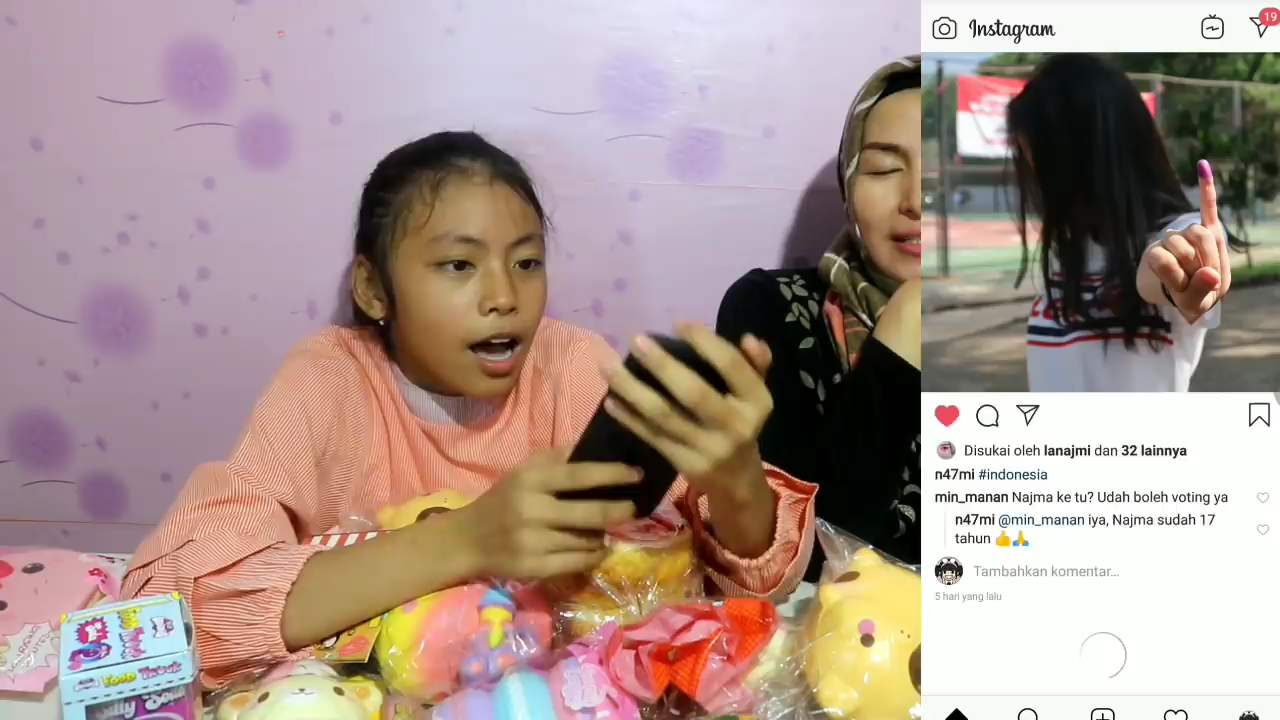 Instagram
19
Disukai oleh lanajmi dan 32 lainnya
n47mi #indonesia
min_manan Najma ke tu? Udah boleh voting ya
n47mi @min_manan iya, Najma sudah 17
tahun 👍🙏
Tambahkan komentar...
5 hari yang lalu